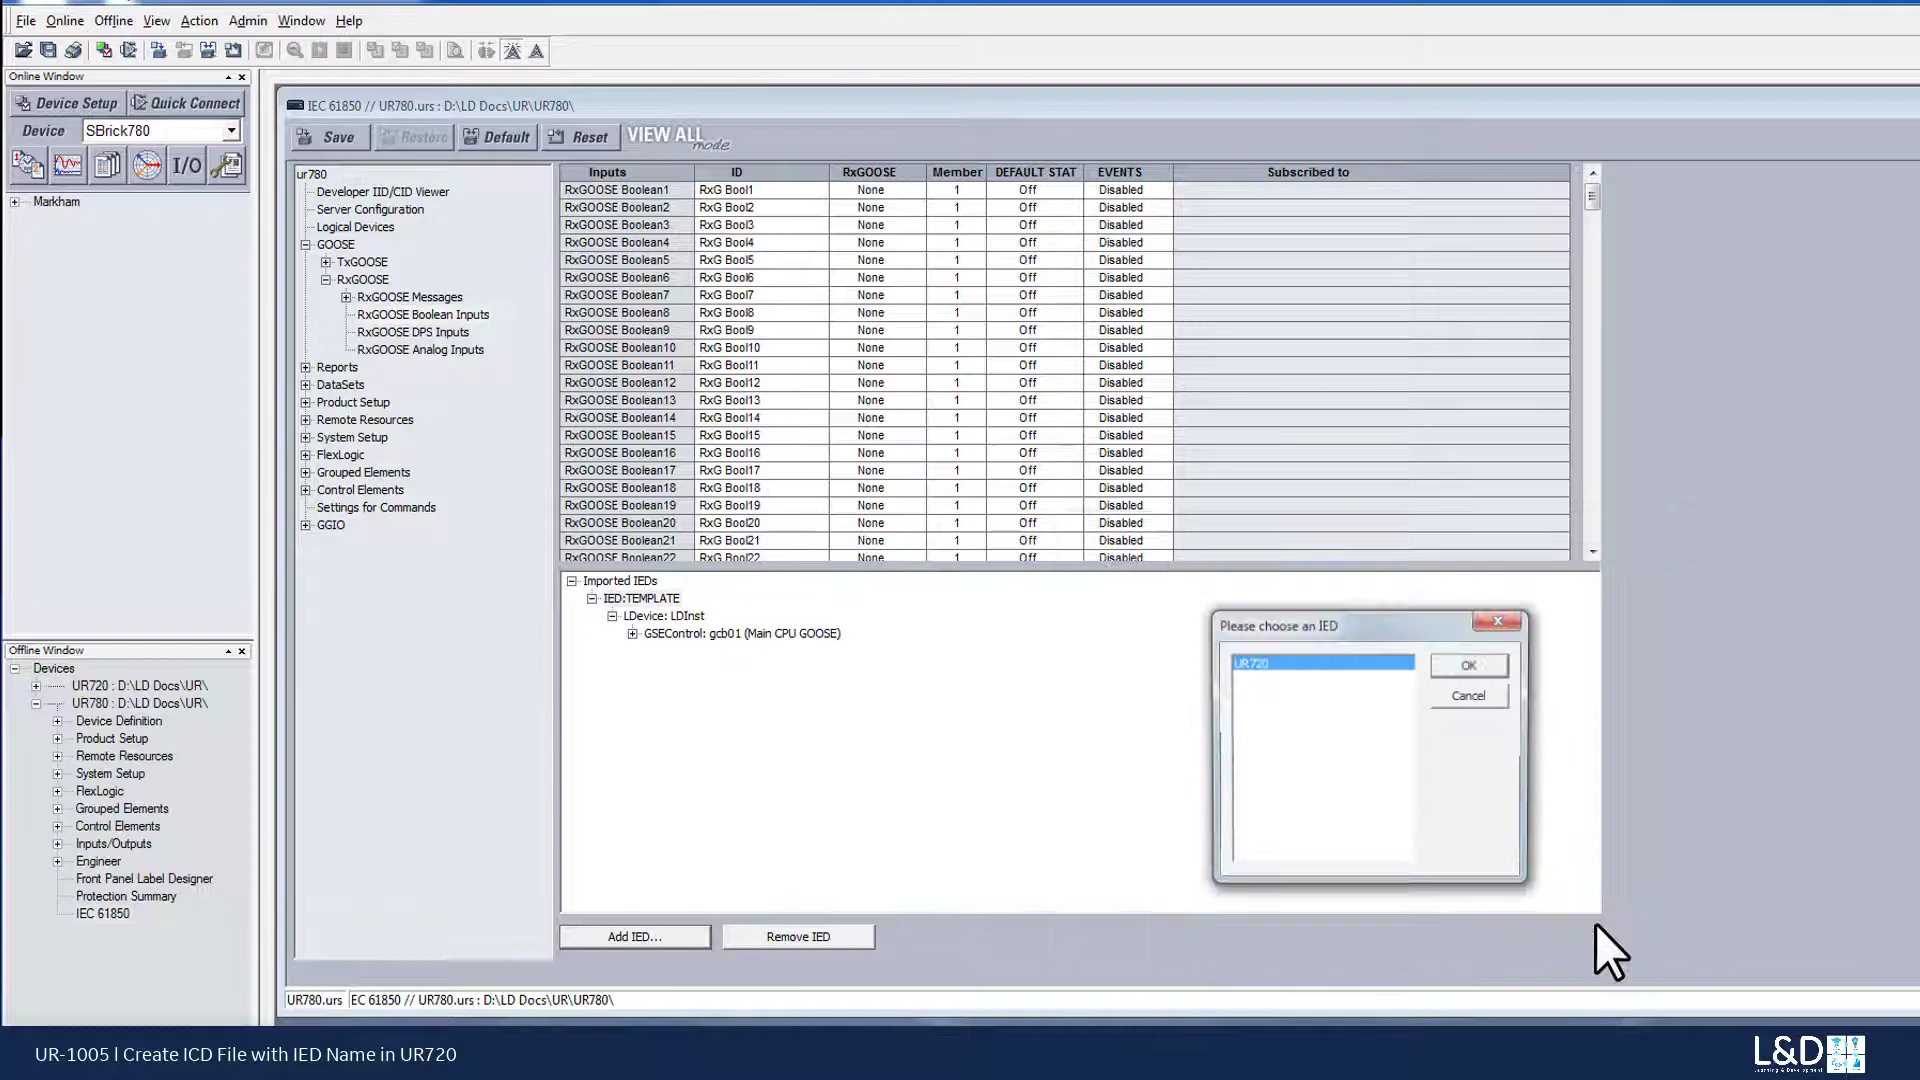 File Online Offline View Action Admin Window Help
Online Window
Device Setup Quick Connect
Device SBrick780
I/O
Markham
Offline Window
Devices
UR720 : D:\LD Docs\UR\
UR780 : D:\LD Docs\UR\
Device Definition
Product Setup
Remote Resources
System Setup
FlexLogic
Grouped Elements
Control Elements
Inputs/Outputs
Engineer
Front Panel Label Designer
Protection Summary
IEC 61850
IEC 61850 // UR780.urs : D:\LD Docs\UR\UR780\
Save Restore Default Reset VIEW ALL mode
ur780
Developer IID/CID Viewer
Server Configuration
Logical Devices
GOOSE
TxGOOSE
RxGOOSE
RxGOOSE Messages
RxGOOSE Boolean Inputs
RxGOOSE DPS Inputs
RxGOOSE Analog Inputs
Reports
DataSets
Product Setup
Remote Resources
System Setup
FlexLogic
Grouped Elements
Control Elements
Settings for Commands
GGIO
Inputs ID RxGOOSE Member DEFAULT STAT EVENTS Subscribed to
RxGOOSE Boolean1 RxG Bool1 None 1 Off Disabled
RxGOOSE Boolean2 RxG Bool2 None 1 Off Disabled
RxGOOSE Boolean3 RxG Bool3 None 1 Off Disabled
RxGOOSE Boolean4 RxG Bool4 None 1 Off Disabled
RxGOOSE Boolean5 RxG Bool5 None 1 Off Disabled
RxGOOSE Boolean6 RxG Bool6 None 1 Off Disabled
RxGOOSE Boolean7 RxG Bool7 None 1 Off Disabled
RxGOOSE Boolean8 RxG Bool8 None 1 Off Disabled
RxGOOSE Boolean9 RxG Bool9 None 1 Off Disabled
RxGOOSE Boolean10 RxG Bool10 None 1 Off Disabled
RxGOOSE Boolean11 RxG Bool11 None 1 Off Disabled
RxGOOSE Boolean12 RxG Bool12 None 1 Off Disabled
RxGOOSE Boolean13 RxG Bool13 None 1 Off Disabled
RxGOOSE Boolean14 RxG Bool14 None 1 Off Disabled
RxGOOSE Boolean15 RxG Bool15 None 1 Off Disabled
RxGOOSE Boolean16 RxG Bool16 None 1 Off Disabled
RxGOOSE Boolean17 RxG Bool17 None 1 Off Disabled
RxGOOSE Boolean18 RxG Bool18 None 1 Off Disabled
RxGOOSE Boolean19 RxG Bool19 None 1 Off Disabled
RxGOOSE Boolean20 RxG Bool20 None 1 Off Disabled
RxGOOSE Boolean21 RxG Bool21 None 1 Off Disabled
RxGOOSE Boolean22 RxG Bool22 None 1 Off Disabled
Imported IEDs
IED:TEMPLATE
LDevice: LDInst
GSEControl: gcb01 (Main CPU GOOSE)
Please choose an IED
UR720
OK
Cancel
Add IED... Remove IED
UR780.urs EC 61850 // UR780.urs : D:\LD Docs\UR\UR780\
UR-1005 l Create ICD File with IED Name in UR720
L&D
Learning & Development